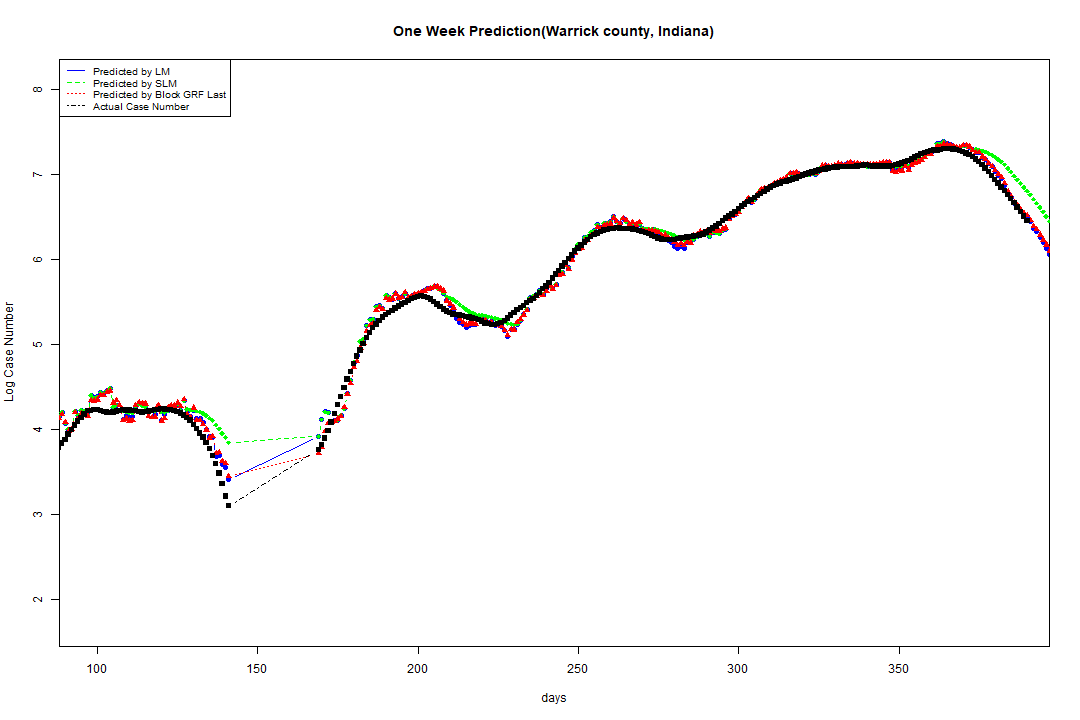 One Week Prediction(Warrick county, Indiana)
Predicted by LM
Predicted by SLM
Predicted by Block GRF Last
Actual Case Number
8
7
6
5
4
3
2
Log Case Number
100 150 200 250 300 350
days